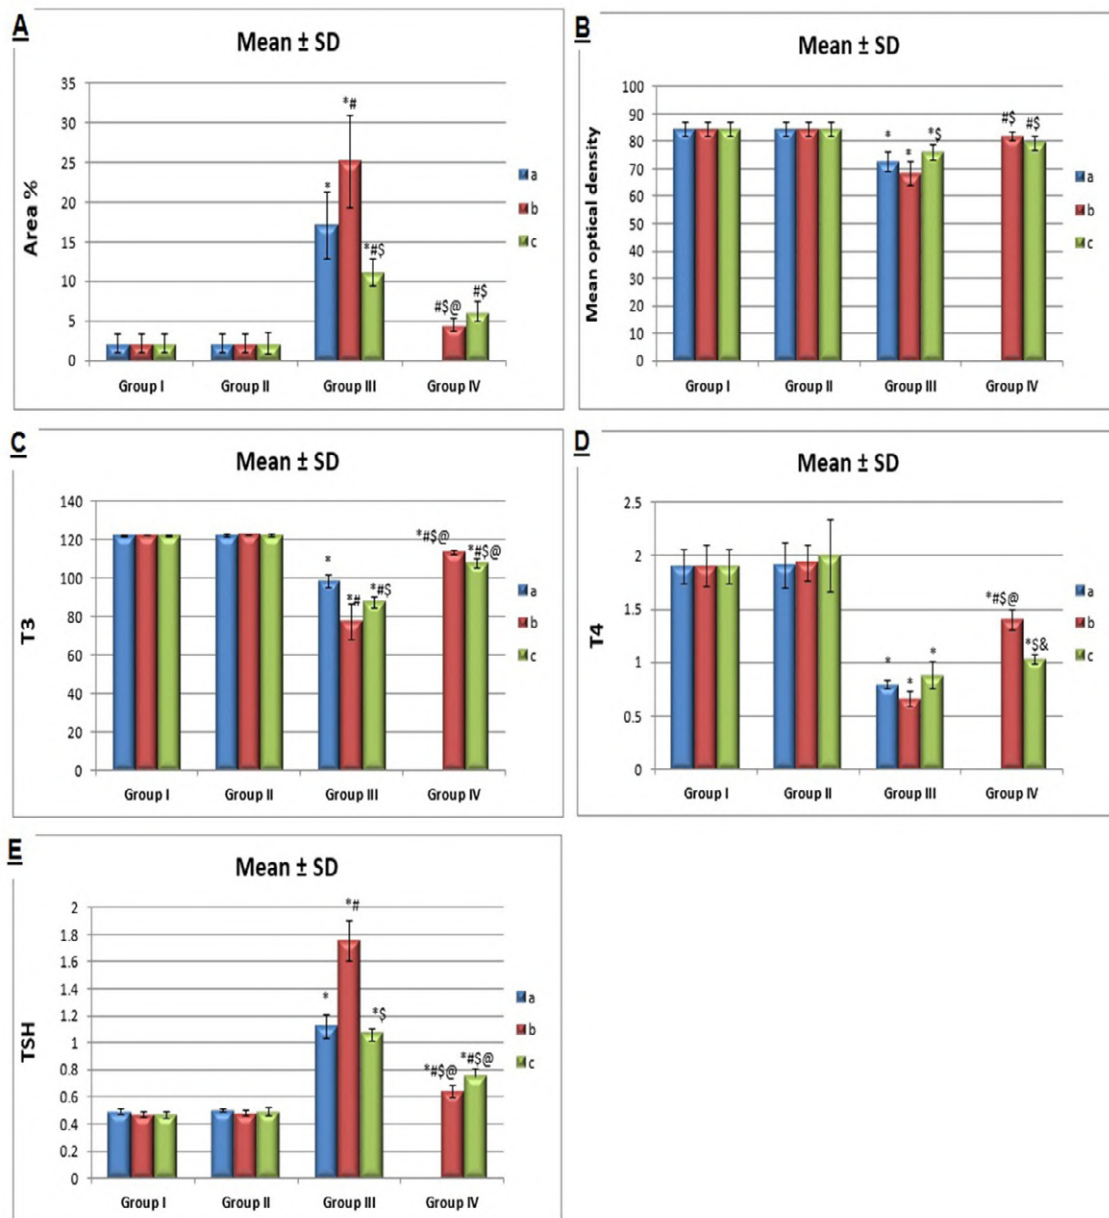 A
Mean ± SD
Area %
35
30
25
20
15
10
5
0
*
*#
*#$
#$@
#$
Group I
Group II
Group III
Group IV
a
b
c
B
Mean ± SD
Mean optical density
100
90
80
70
60
50
40
30
20
10
0
*
*
*$
#$
#$
Group I
Group II
Group III
Group IV
a
b
c
C
Mean ± SD
T3
140
120
100
80
60
40
20
0
*
*#
*#$
*#$@
*#$@
Group I
Group II
Group III
Group IV
a
b
c
D
Mean ± SD
T4
2.5
2
1.5
1
0.5
0
*
*
*
*#$@
*$&
Group I
Group II
Group III
Group IV
a
b
c
E
Mean ± SD
TSH
2
1.8
1.6
1.4
1.2
1
0.8
0.6
0.4
0.2
0
*
*#
*$
*#$@
*#$@
Group I
Group II
Group III
Group IV
a
b
c